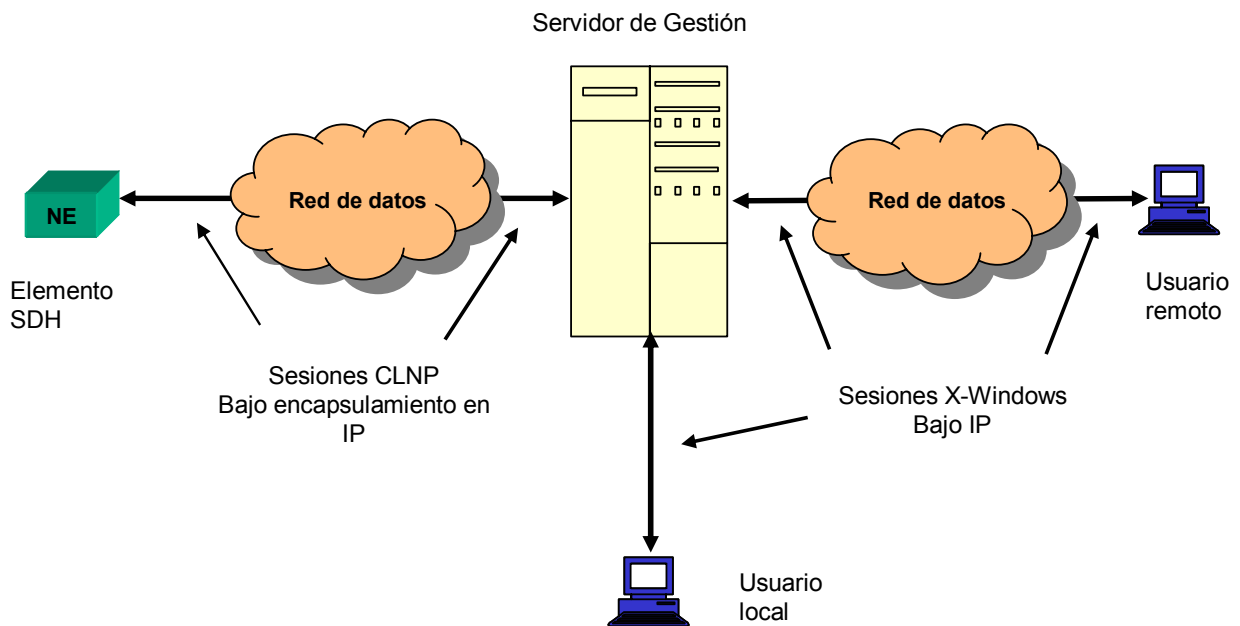 Servidor de Gestión
Red de datos
Red de datos
NE
Elemento
SDH
Usuario
remoto
Sesiones CLNP
Bajo encapsulamiento en
IP
Sesiones X-Windows
Bajo IP
Usuario
local